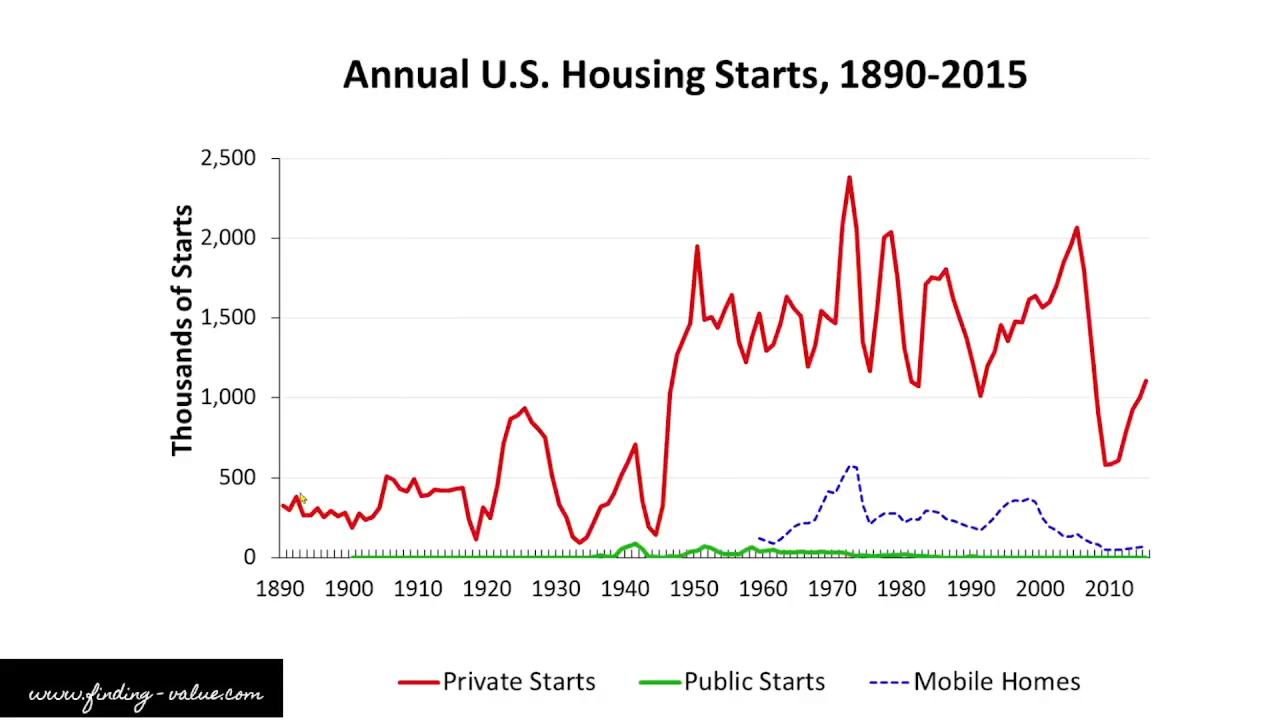 Annual U.S. Housing Starts, 1890-2015
Thousands of Starts
2,500
2,000
1,500
1,000
500
0
1890 1900 1910 1920 1930 1940 1950 1960 1970 1980 1990 2000 2010
Private Starts Public Starts Mobile Homes
www.finding-value.com